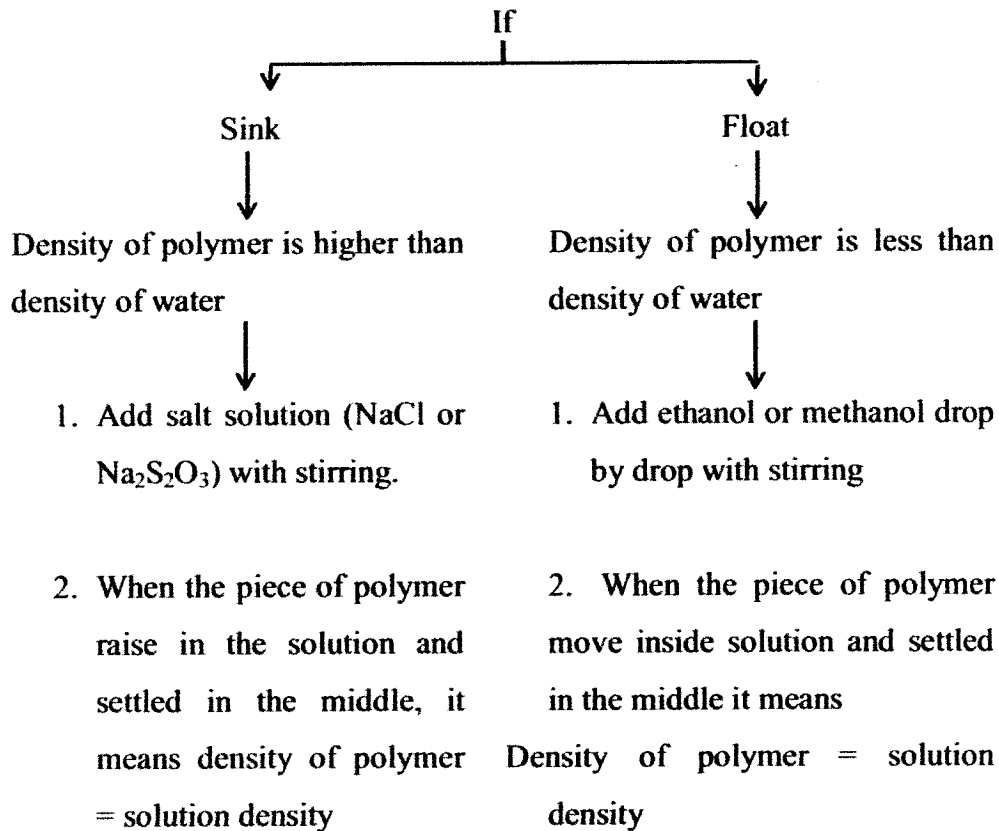 If
Sink
Float
Density of polymer is higher than
density of water
Density of polymer is less than
density of water
1. Add salt solution (NaCl or
Na₂S₂O₃) with stirring.
1. Add ethanol or methanol drop
by drop with stirring
2. When the piece of polymer
raise in the solution and
settled in the middle, it
means density of polymer
= solution density
2. When the piece of polymer
move inside solution and settled
in the middle it means
Density of polymer = solution
density